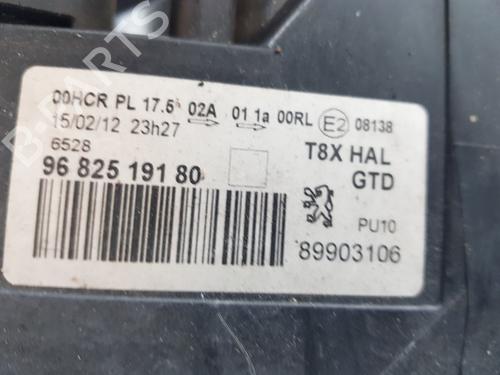 B-PARTS
00HCR PL 17.5 02A 01 1a 00RL E2 08138
15/02/12 23h27
6528
96 825 191 80
T8X HAL
GTD
PU10
89903106